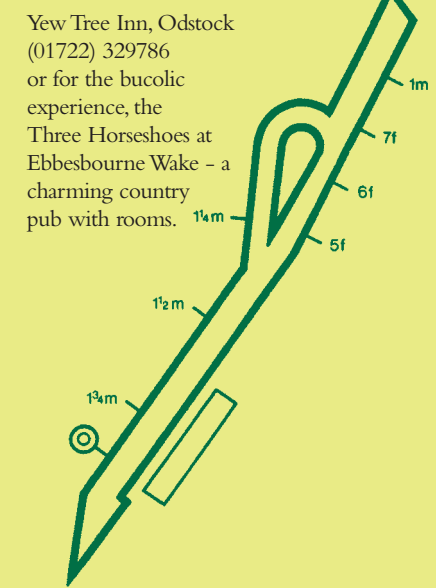 Yew Tree Inn, Odstock
(01722) 329786
or for the bucolic
experience, the
Three Horseshoes at
Ebbesbourne Wake - a
charming country
pub with rooms.
1m
7f
6f
5f
1¼m
1½m
1¾m